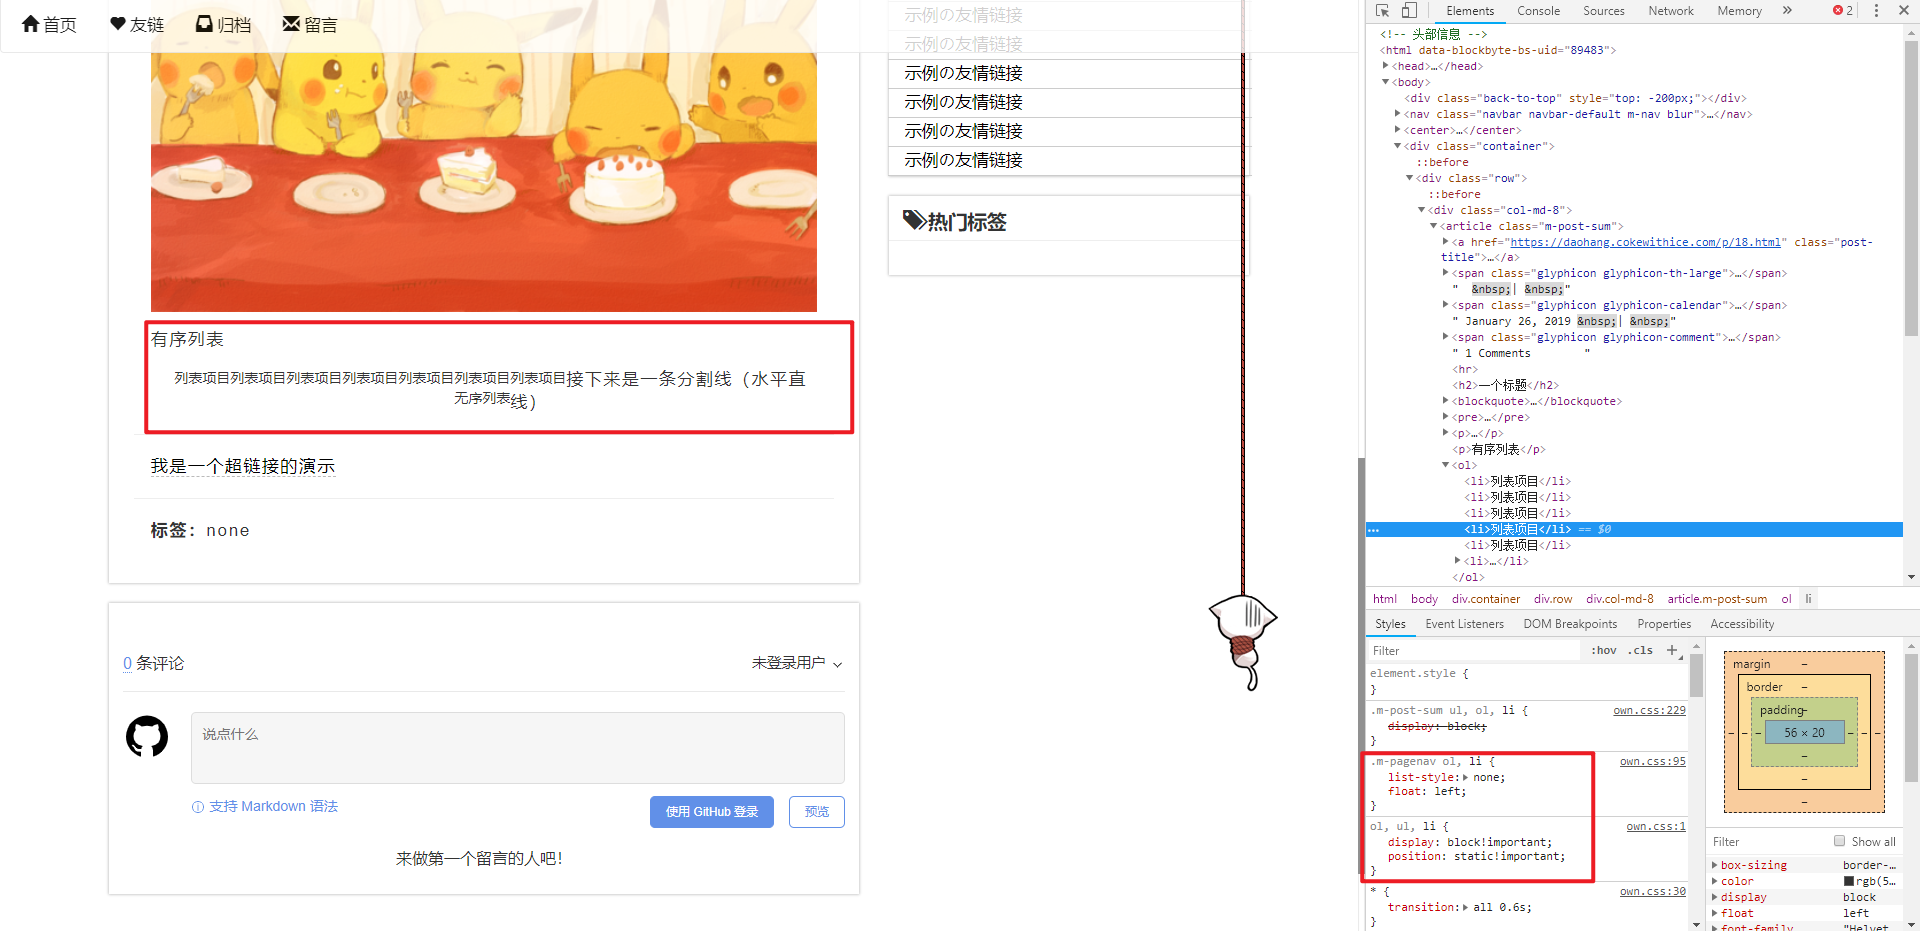 首页 友链 归档 留言
示例の友情链接
示例の友情链接
示例の友情链接
示例の友情链接
示例の友情链接
示例の友情链接
热门标签
有序列表
列表项目列表项目列表项目列表项目列表项目列表项目列表项目接下来是一条分割线（水平直
无序列表线）
我是一个超链接的演示
标签：none
0 条评论
未登录用户
说点什么
支持 Markdown 语法
使用 GitHub 登录
预览
来做第一个留言的人吧！
Elements Console Sources Network Memory » 2
<!-- 头部信息 -->
<html data-blockbyte-bs-uid="89483">
<head>…</head>
<body>
<div class="back-to-top" style="top: -200px;"></div>
<nav class="navbar navbar-default m-nav blur">…</nav>
<center>…</center>
<div class="container">
::before
<div class="row">
::before
<div class="col-md-8">
<article class="m-post-sum">
<a href="https://daohang.cokewithice.com/p/18.html" class="post-
title">…</a>
<span class="glyphicon glyphicon-th-large">…</span>
" &nbsp;| &nbsp;"
<span class="glyphicon glyphicon-calendar">…</span>
" January 26, 2019 &nbsp;| &nbsp;"
<span class="glyphicon glyphicon-comment">…</span>
" 1 Comments "
<hr>
<h2>一个标题</h2>
<blockquote>…</blockquote>
<pre>…</pre>
<p>…</p>
<p>有序列表</p>
<ol>
<li>列表项目</li>
<li>列表项目</li>
<li>列表项目</li>
… <li>列表项目</li> == $0
<li>列表项目</li>
<li>…</li>
</ol>
html body div.container div.row div.col-md-8 article.m-post-sum ol li
Styles Event Listeners DOM Breakpoints Properties Accessibility
Filter :hov .cls +
element.style {
}
.m-post-sum ul, ol, li { own.css:229
display: block;
}
.m-pagenav ol, li { own.css:95
list-style: none;
float: left;
}
ol, ul, li { own.css:1
display: block!important;
position: static!important;
}
* { own.css:30
transition: all 0.6s;
}
margin –
border –
padding –
– – – 56 × 20 – – –
–
–
–
Filter Show all
box-sizing border-…
color rgb(5…
display block
float left
font-family "Helvet…